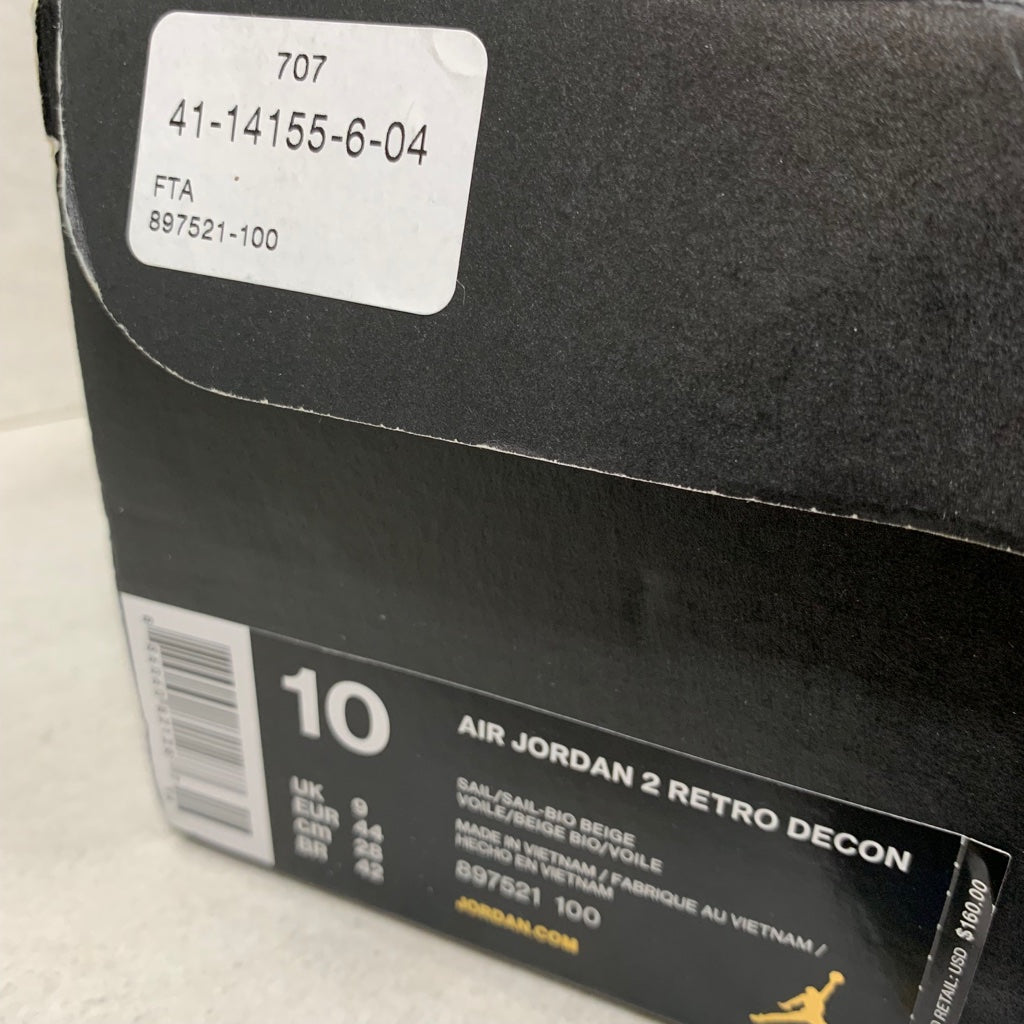 707
41-14155-6-04
FTA
897521-100
10
UK 9
EUR 44
cm 28
BR 42
AIR JORDAN 2 RETRO DECON
SAIL/SAIL-BIO BEIGE
VOILE/BEIGE BIO/VOILE
MADE IN VIETNAM / FABRIQUE AU VIETNAM /
HECHO EN VIETNAM
897521 100
JORDAN.COM
RETAIL: USD $160.00